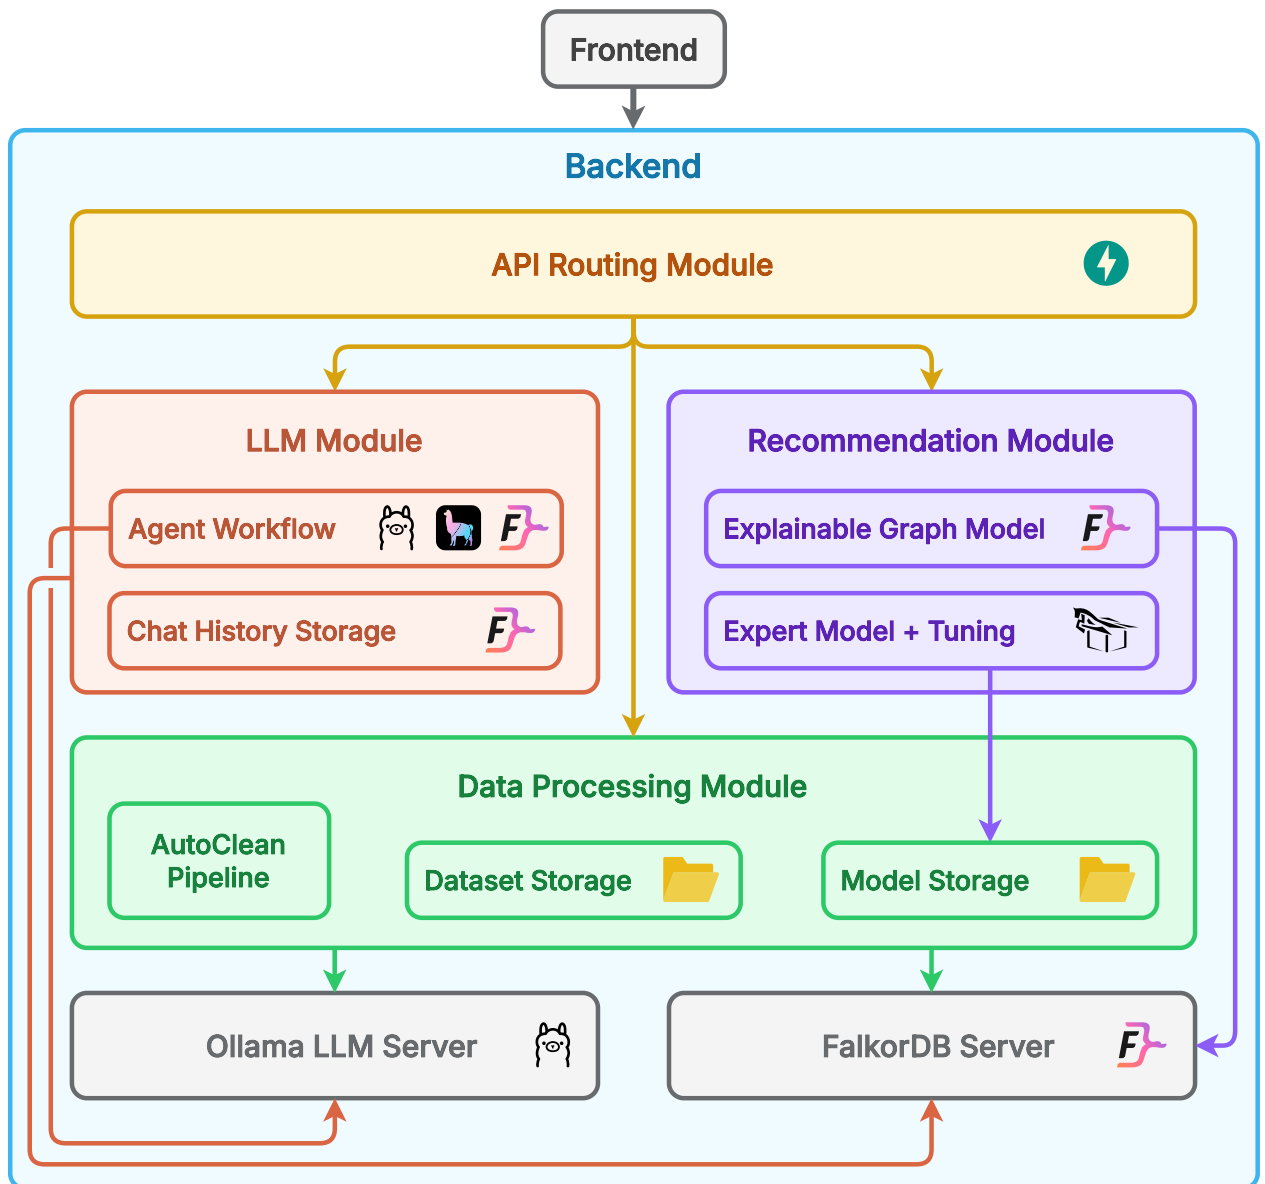 Frontend
Backend
API Routing Module
LLM Module
Agent Workflow
F
Chat History Storage
F
Recommendation Module
Explainable Graph Model
F
Expert Model + Tuning
Data Processing Module
AutoClean
Pipeline
Dataset Storage
Model Storage
Ollama LLM Server
FalkorDB Server
F